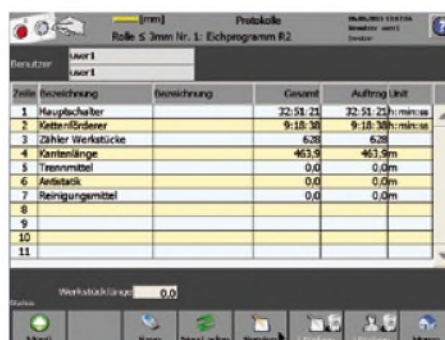 [mm] Protokolle
Rolle ≤ 3mm Nr. 1: Eichprogramm R2
Benutzer user1
user1
Zeile Bezeichnung Bezeichnung Gesamt Auftrag Unit
1 Hauptschalter 32:51:21 32:51:21 h:min:ss
2 Kettenförderer 9:18:38 9:18:38 h:min:ss
3 Zähler Werkstücke 628 628
4 Kantenlänge 463,9 463,9 m
5 Trennmittel 0,0 0,0 m
6 Antistatik 0,0 0,0 m
7 Reinigungsmittel 0,0 0,0 m
8
9
10
11
Werkstücklänge 0,0
Status
Menü Save